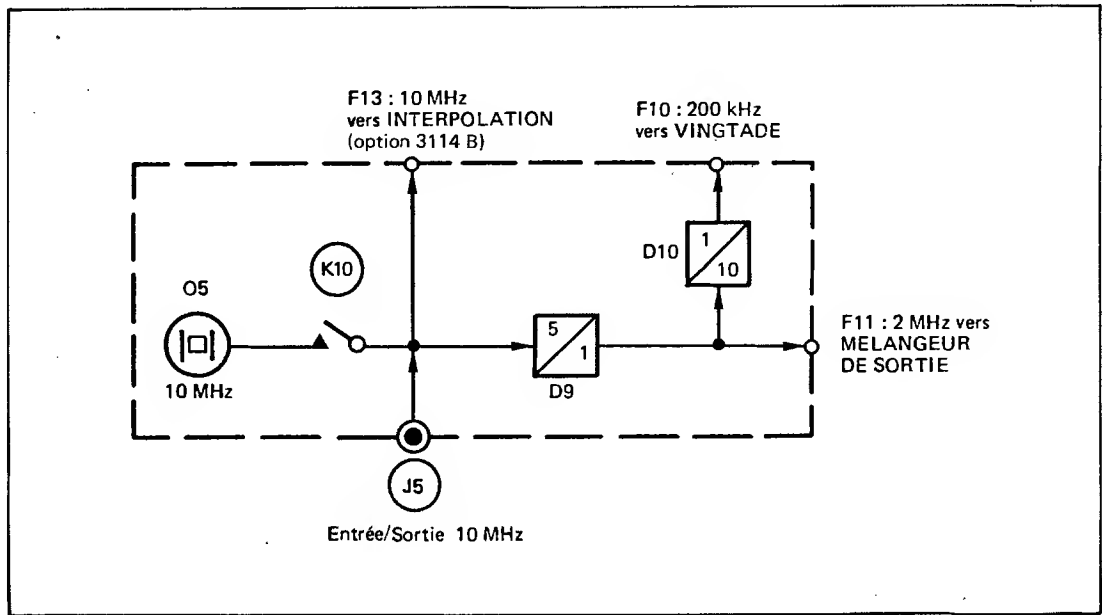 F13 : 10 MHz
vers INTERPOLATION
(option 3114 B)
F10 : 200 kHz
vers VINGTADE
K10
D10
1
10
O5
10 MHz
5
1
D9
F11 : 2 MHz vers
MELANGEUR
DE SORTIE
J5
Entrée/Sortie 10 MHz